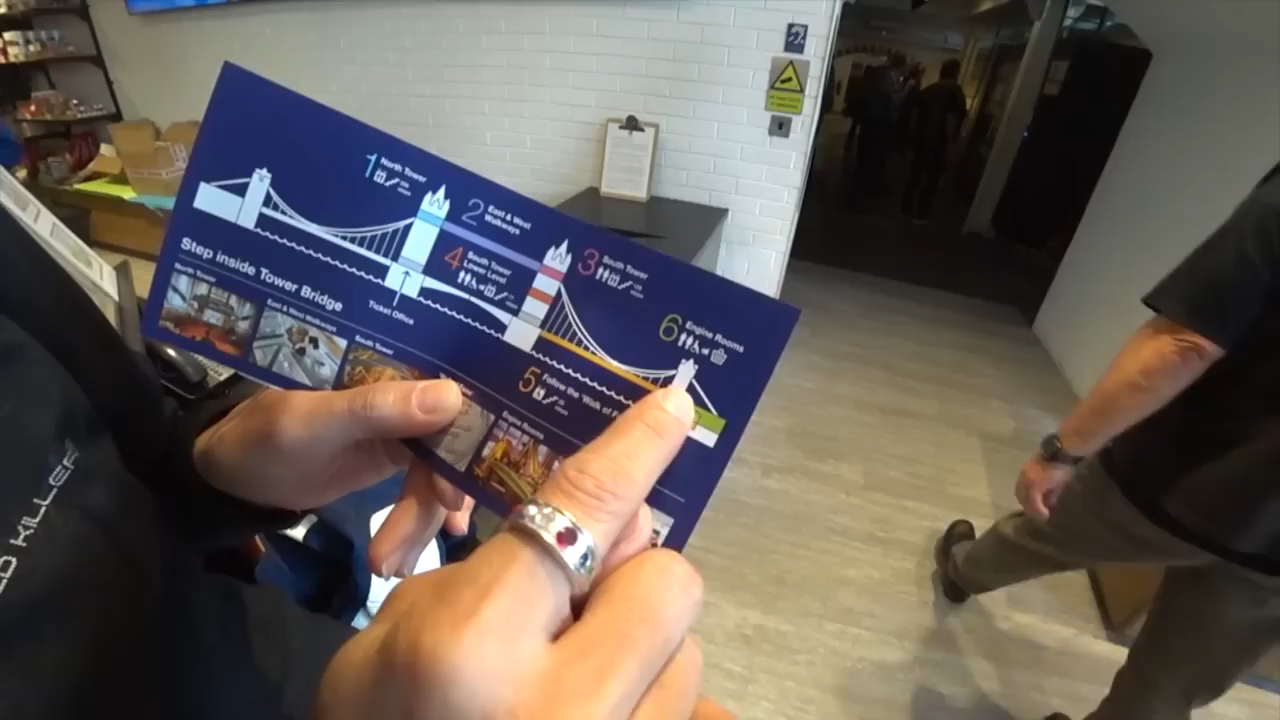 1 North Tower
2 East & West
Walkways
3 South Tower
4 South Tower
Lower Level
6 Engine Rooms
5 Follow the 'Walk of
Ticket Office
Step inside Tower Bridge
North Tower
East & West Walkways
South Tower
Engine Rooms
KILLER